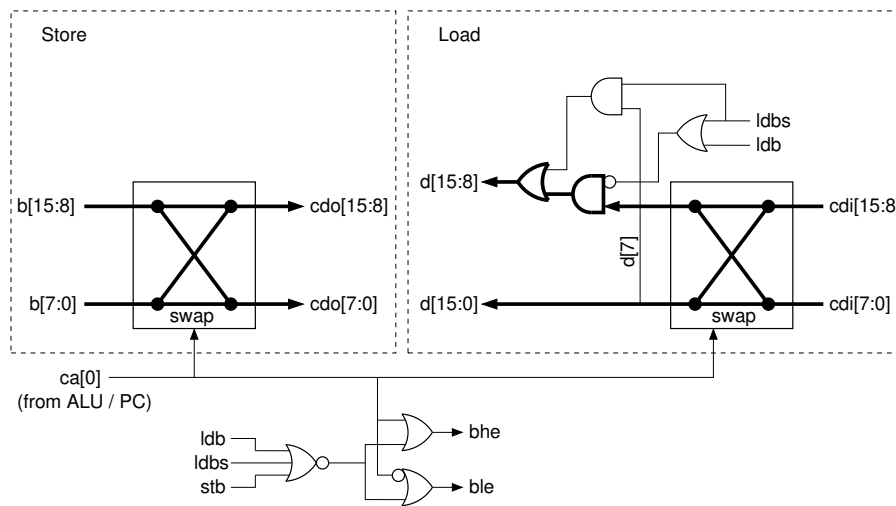 Store
Load
ldbs
ldb
b[15:8]
cdo[15:8]
d[15:8]
cdi[15:8]
d[7]
b[7:0]
cdo[7:0]
d[15:0]
cdi[7:0]
swap
swap
ca[0]
(from ALU / PC)
ldb
ldbs
stb
bhe
ble